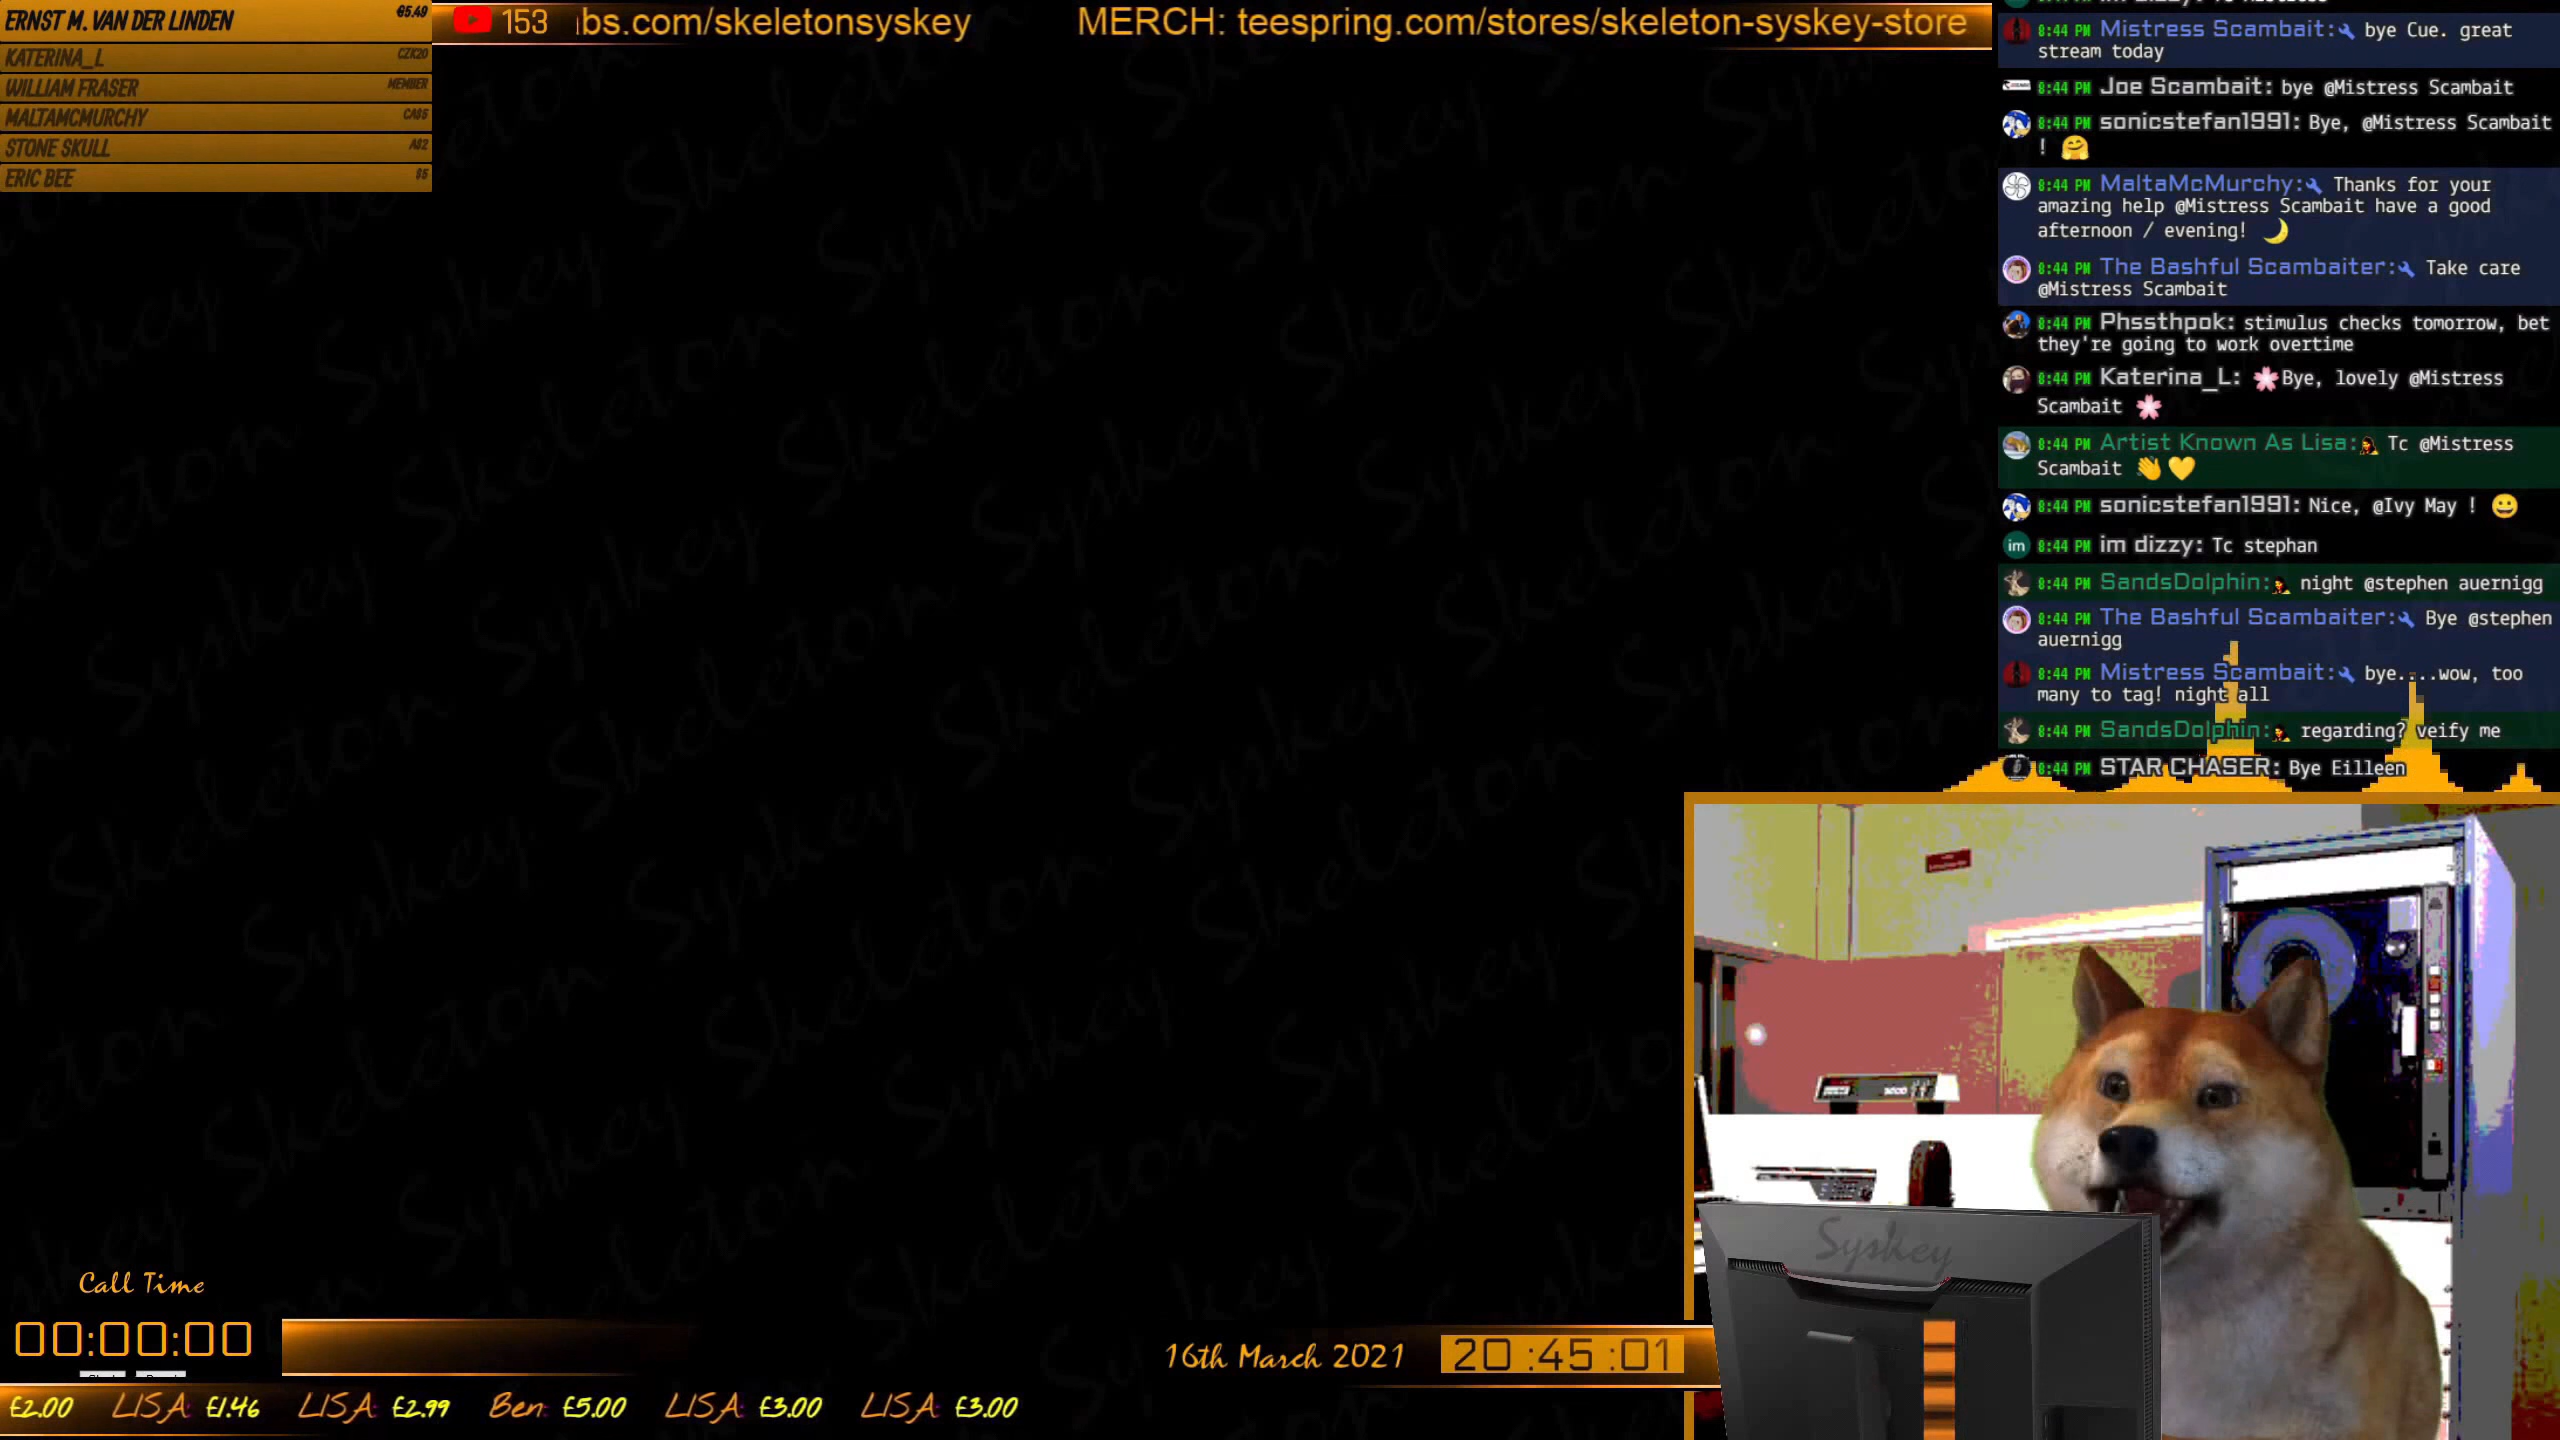 ERNST M. VAN DER LINDEN €5.49
KATERINA_L CZK20
WILLIAM FRASER MEMBER
MALTAMCMURCHY CA$5
STONE SKULL A$2
ERIC BEE $5
153 bs.com/skeletonsyskey MERCH: teespring.com/stores/skeleton-syskey-store
8:44 PM Mistress Scambait: bye Cue. great
stream today
8:44 PM Joe Scambait: bye @Mistress Scambait
8:44 PM sonicstefan1991: Bye, @Mistress Scambait
! 🤗
8:44 PM MaltaMcMurchy: Thanks for your
amazing help @Mistress Scambait have a good
afternoon / evening! 🌙
8:44 PM The Bashful Scambaiter: Take care
@Mistress Scambait
8:44 PM Phssthpok: stimulus checks tomorrow, bet
they're going to work overtime
8:44 PM Katerina_L: 🌸Bye, lovely @Mistress
Scambait 🌸
8:44 PM Artist Known As Lisa: Tc @Mistress
Scambait 👋💛
8:44 PM sonicstefan1991: Nice, @Ivy May ! 😀
im 8:44 PM im dizzy: Tc stephan
8:44 PM SandsDolphin: night @stephen auernigg
8:44 PM The Bashful Scambaiter: Bye @stephen
auernigg
8:44 PM Mistress Scambait: bye....wow, too
many to tag! night all
8:44 PM SandsDolphin: regarding? veify me
8:44 PM STAR CHASER: Bye Eilleen
Syskey
Call Time
00:00:00
16th March 2021 20:45:01
£2.00 LISA: £1.46 LISA: £2.99 Ben: £5.00 LISA: £3.00 LISA: £3.00